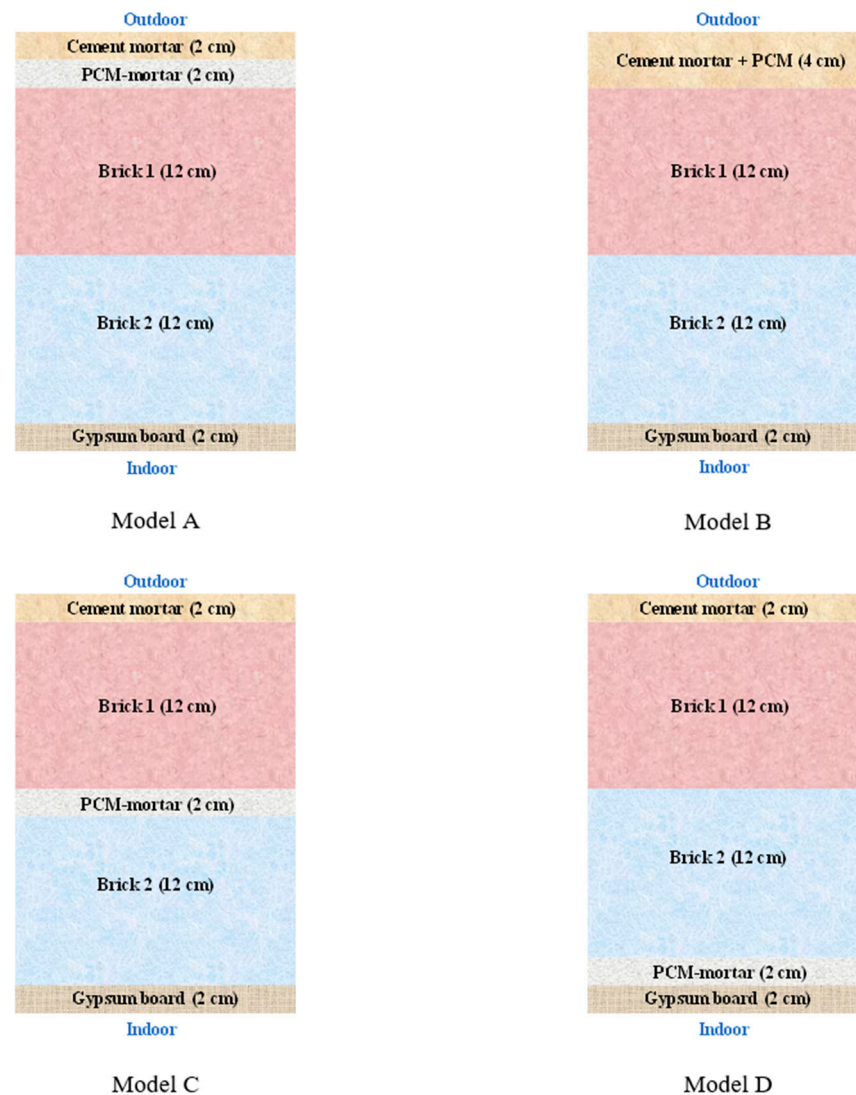 Outdoor
Cement mortar (2 cm)
PCM-mortar (2 cm)
Brick 1 (12 cm)
Brick 2 (12 cm)
Gypsum board (2 cm)
Indoor
Model A
Outdoor
Cement mortar + PCM (4 cm)
Brick 1 (12 cm)
Brick 2 (12 cm)
Gypsum board (2 cm)
Indoor
Model B
Outdoor
Cement mortar (2 cm)
Brick 1 (12 cm)
PCM-mortar (2 cm)
Brick 2 (12 cm)
Gypsum board (2 cm)
Indoor
Model C
Outdoor
Cement mortar (2 cm)
Brick 1 (12 cm)
Brick 2 (12 cm)
PCM-mortar (2 cm)
Gypsum board (2 cm)
Indoor
Model D